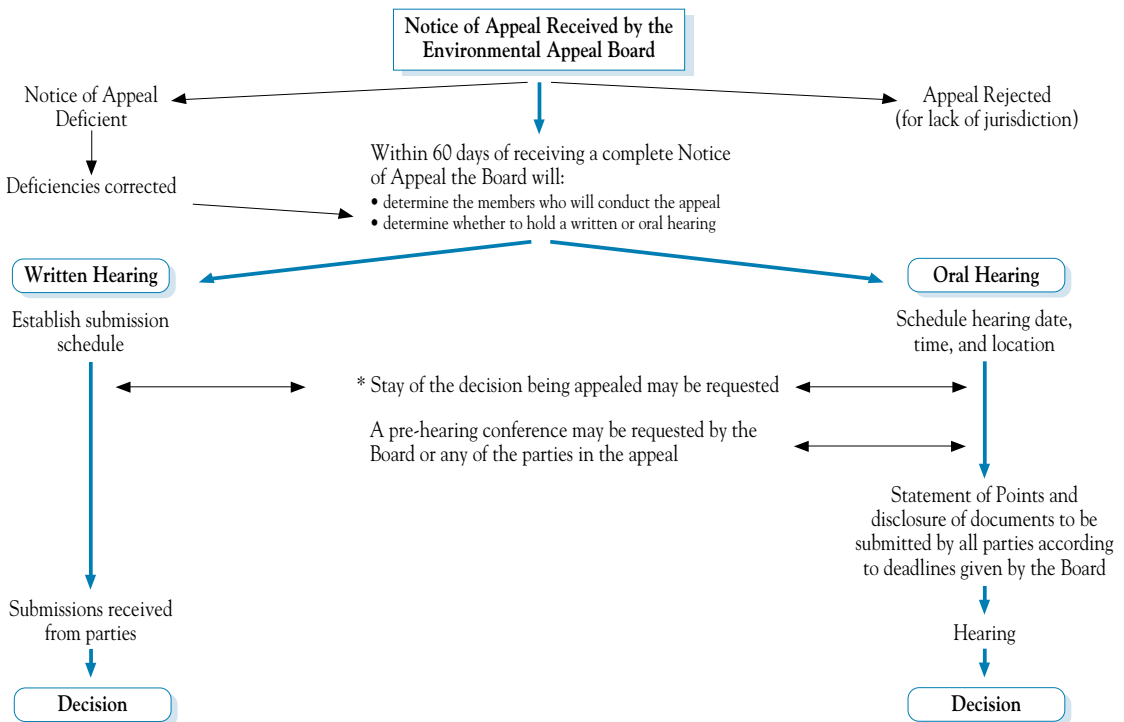 Notice of Appeal Received by the
Environmental Appeal Board
Notice of Appeal
Deficient
Appeal Rejected
(for lack of jurisdiction)
Deficiencies corrected
Within 60 days of receiving a complete Notice
of Appeal the Board will:
• determine the members who will conduct the appeal
• determine whether to hold a written or oral hearing
Written Hearing
Oral Hearing
Establish submission
schedule
Schedule hearing date,
time, and location
* Stay of the decision being appealed may be requested
A pre-hearing conference may be requested by the
Board or any of the parties in the appeal
Statement of Points and
disclosure of documents to be
submitted by all parties according
to deadlines given by the Board
Submissions received
from parties
Hearing
Decision
Decision